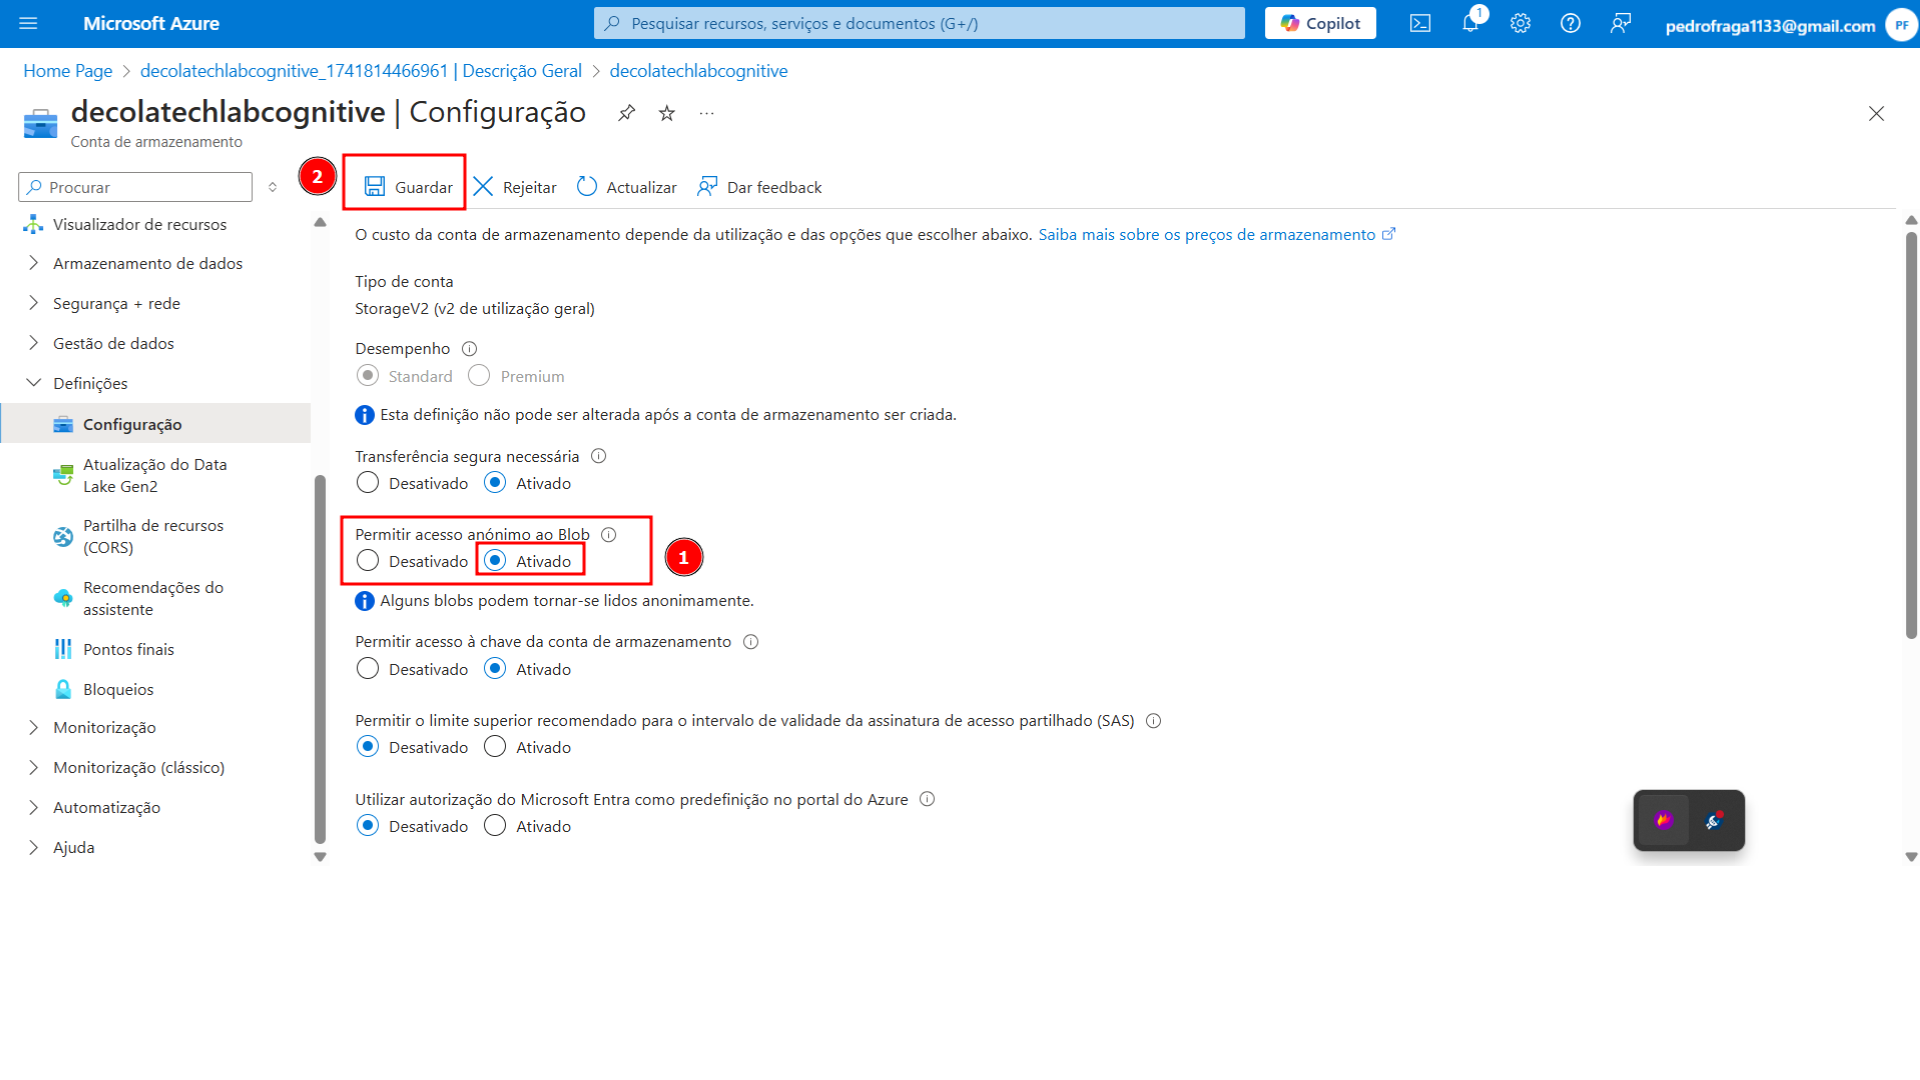 Microsoft Azure
Pesquisar recursos, serviços e documentos (G+/)
Copilot
1
pedrofraga1133@gmail.com
PF
Home Page > decolatechlabcognitive_1741814466961 | Descrição Geral > decolatechlabcognitive
decolatechlabcognitive | Configuração
Conta de armazenamento
Procurar
2
Guardar
Rejeitar
Actualizar
Dar feedback
Visualizador de recursos
Armazenamento de dados
Segurança + rede
Gestão de dados
Definições
Configuração
Atualização do Data
Lake Gen2
Partilha de recursos
(CORS)
Recomendações do
assistente
Pontos finais
Bloqueios
Monitorização
Monitorização (clássico)
Automatização
Ajuda
O custo da conta de armazenamento depende da utilização e das opções que escolher abaixo. Saiba mais sobre os preços de armazenamento
Tipo de conta
StorageV2 (v2 de utilização geral)
Desempenho
Standard Premium
Esta definição não pode ser alterada após a conta de armazenamento ser criada.
Transferência segura necessária
Desativado Ativado
Permitir acesso anónimo ao Blob
Desativado Ativado
1
Alguns blobs podem tornar-se lidos anonimamente.
Permitir acesso à chave da conta de armazenamento
Desativado Ativado
Permitir o limite superior recomendado para o intervalo de validade da assinatura de acesso partilhado (SAS)
Desativado Ativado
Utilizar autorização do Microsoft Entra como predefinição no portal do Azure
Desativado Ativado